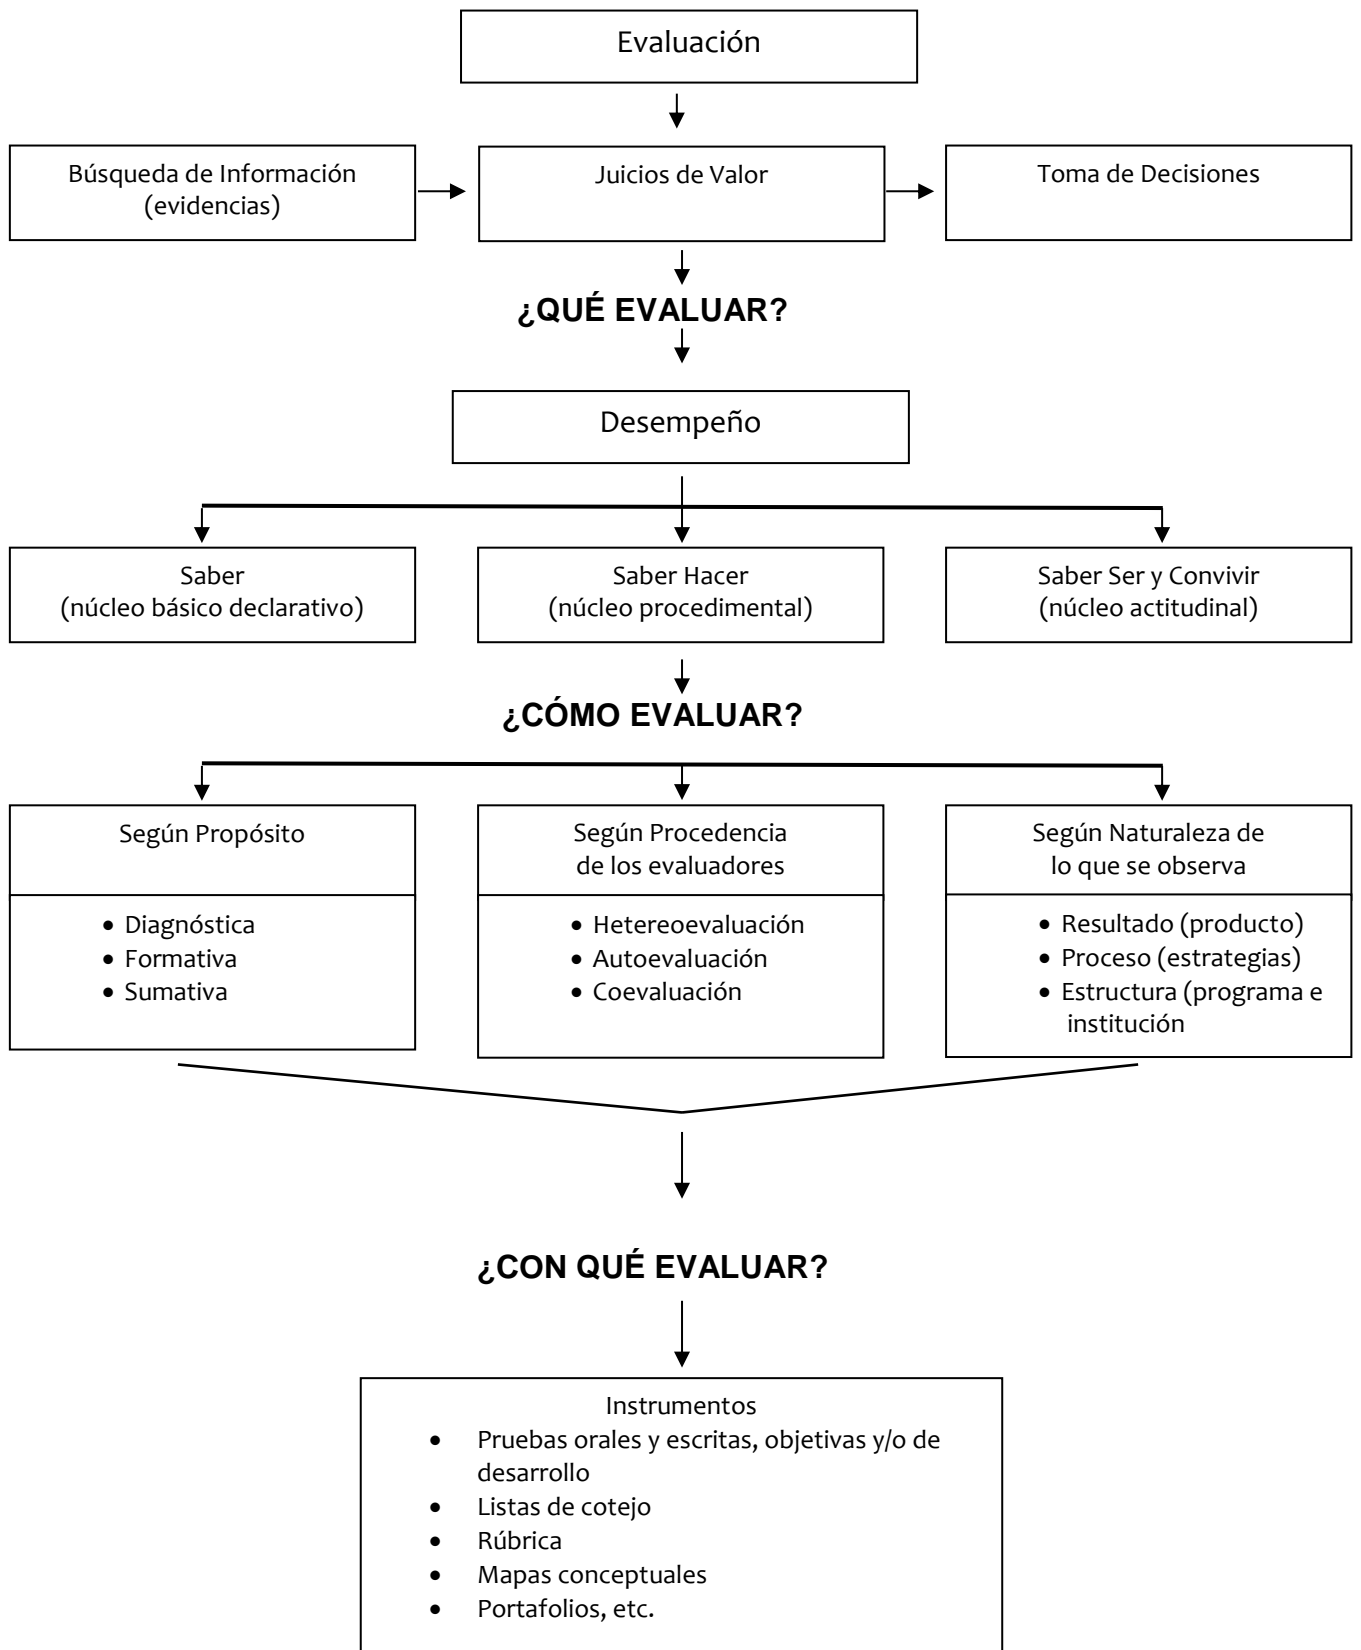 Evaluación
Búsqueda de Información
(evidencias)
Juicios de Valor
Toma de Decisiones
¿QUÉ EVALUAR?
Desempeño
Saber
(núcleo básico declarativo)
Saber Hacer
(núcleo procedimental)
Saber Ser y Convivir
(núcleo actitudinal)
¿CÓMO EVALUAR?
Según Propósito
• Diagnóstica
• Formativa
• Sumativa
Según Procedencia
de los evaluadores
• Hetereoevaluación
• Autoevaluación
• Coevaluación
Según Naturaleza de
lo que se observa
• Resultado (producto)
• Proceso (estrategias)
• Estructura (programa e
institución
¿CON QUÉ EVALUAR?
Instrumentos
• Pruebas orales y escritas, objetivas y/o de
desarrollo
• Listas de cotejo
• Rúbrica
• Mapas conceptuales
• Portafolios, etc.